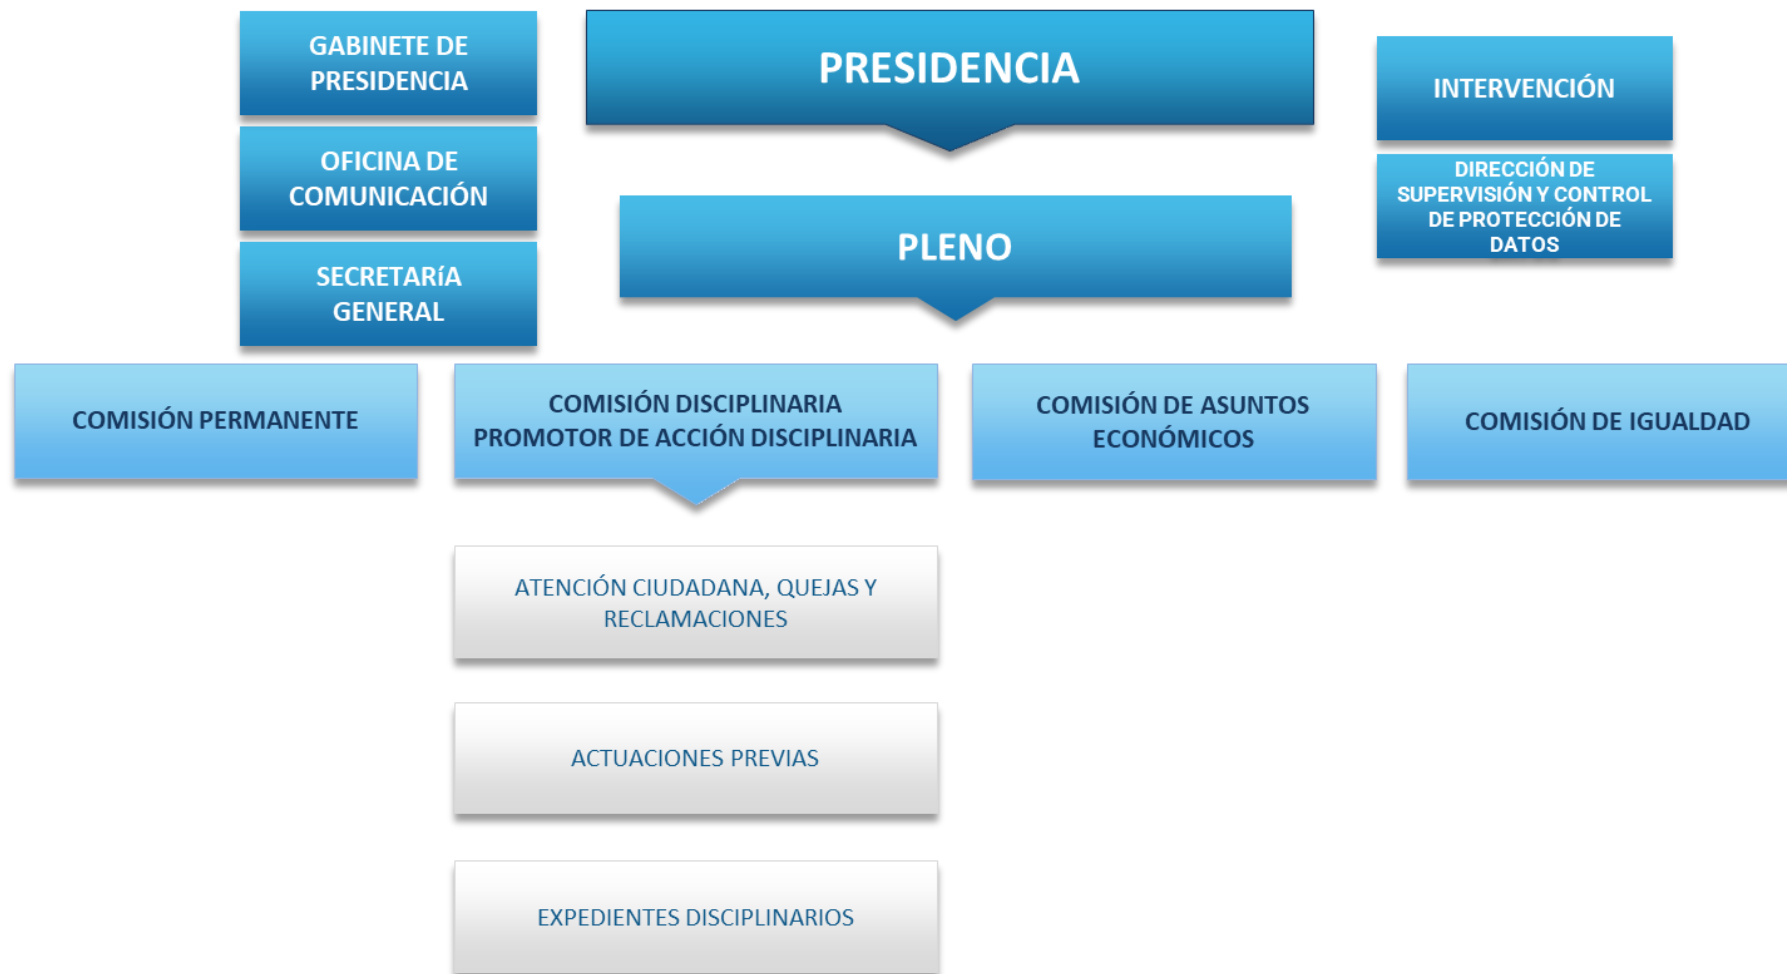 GABINETE DE
PRESIDENCIA
PRESIDENCIA
INTERVENCIÓN
OFICINA DE
COMUNICACIÓN
DIRECCIÓN DE
SUPERVISIÓN Y CONTROL
DE PROTECCIÓN DE
DATOS
PLENO
SECRETARíA
GENERAL
COMISIÓN PERMANENTE
COMISIÓN DISCIPLINARIA
PROMOTOR DE ACCIÓN DISCIPLINARIA
COMISIÓN DE ASUNTOS
ECONÓMICOS
COMISIÓN DE IGUALDAD
ATENCIÓN CIUDADANA, QUEJAS Y
RECLAMACIONES
ACTUACIONES PREVIAS
EXPEDIENTES DISCIPLINARIOS